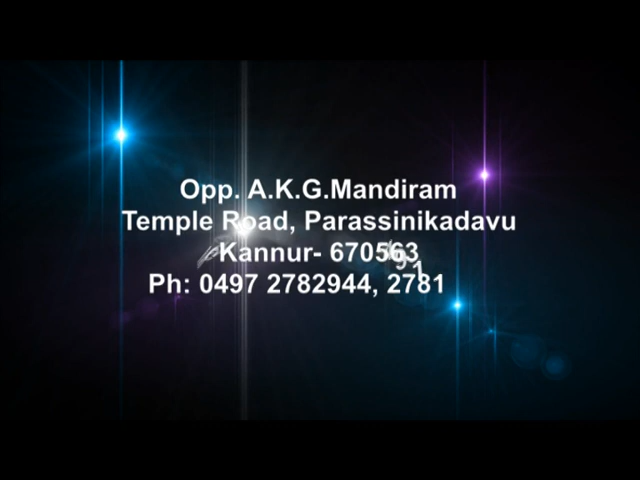 Opp. A.K.G.Mandiram
Temple Road, Parassinikadavu
Kannur- 670563
Ph: 0497 2782944, 2781